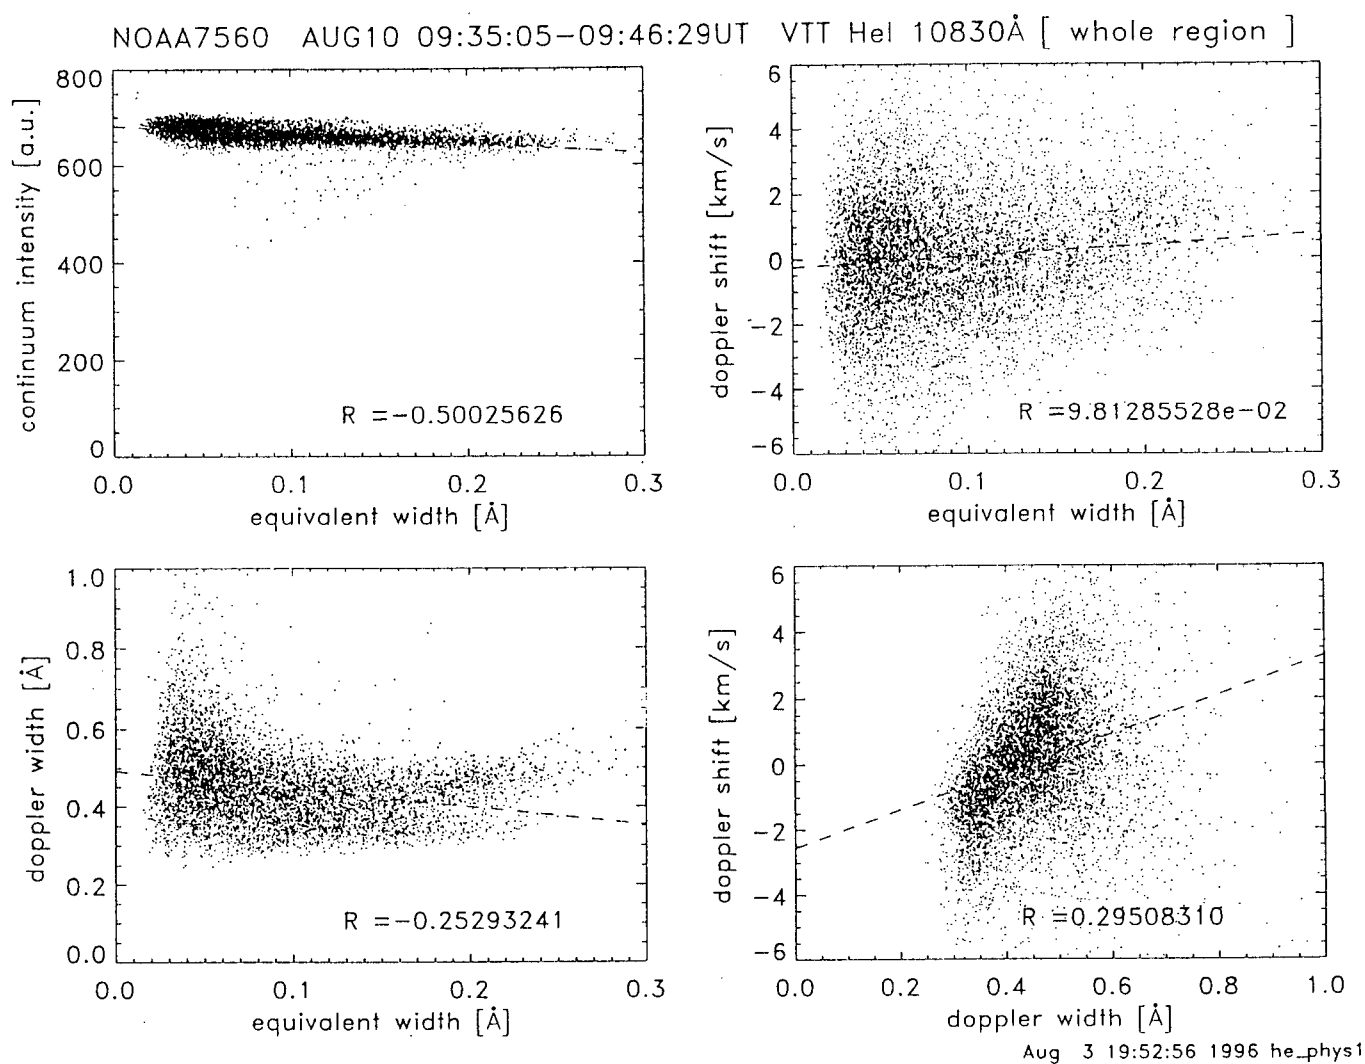 NOAA7560 AUG10 09:35:05-09:46:29UT VTT HeI 10830Å [ whole region ]
800
600
400
200
0
continuum intensity [a.u.]
R =-0.50025626
0.0 0.1 0.2 0.3
equivalent width [Å]
6
4
2
0
-2
-4
-6
doppler shift [km/s]
R =9.81285528e-02
0.0 0.1 0.2 0.3
equivalent width [Å]
1.0
0.8
0.6
0.4
0.2
0.0
doppler width [Å]
R =-0.25293241
0.0 0.1 0.2 0.3
equivalent width [Å]
6
4
2
0
-2
-4
-6
doppler shift [km/s]
R =0.29508310
0.0 0.2 0.4 0.6 0.8 1.0
doppler width [Å]
Aug 3 19:52:56 1996 he_phys1